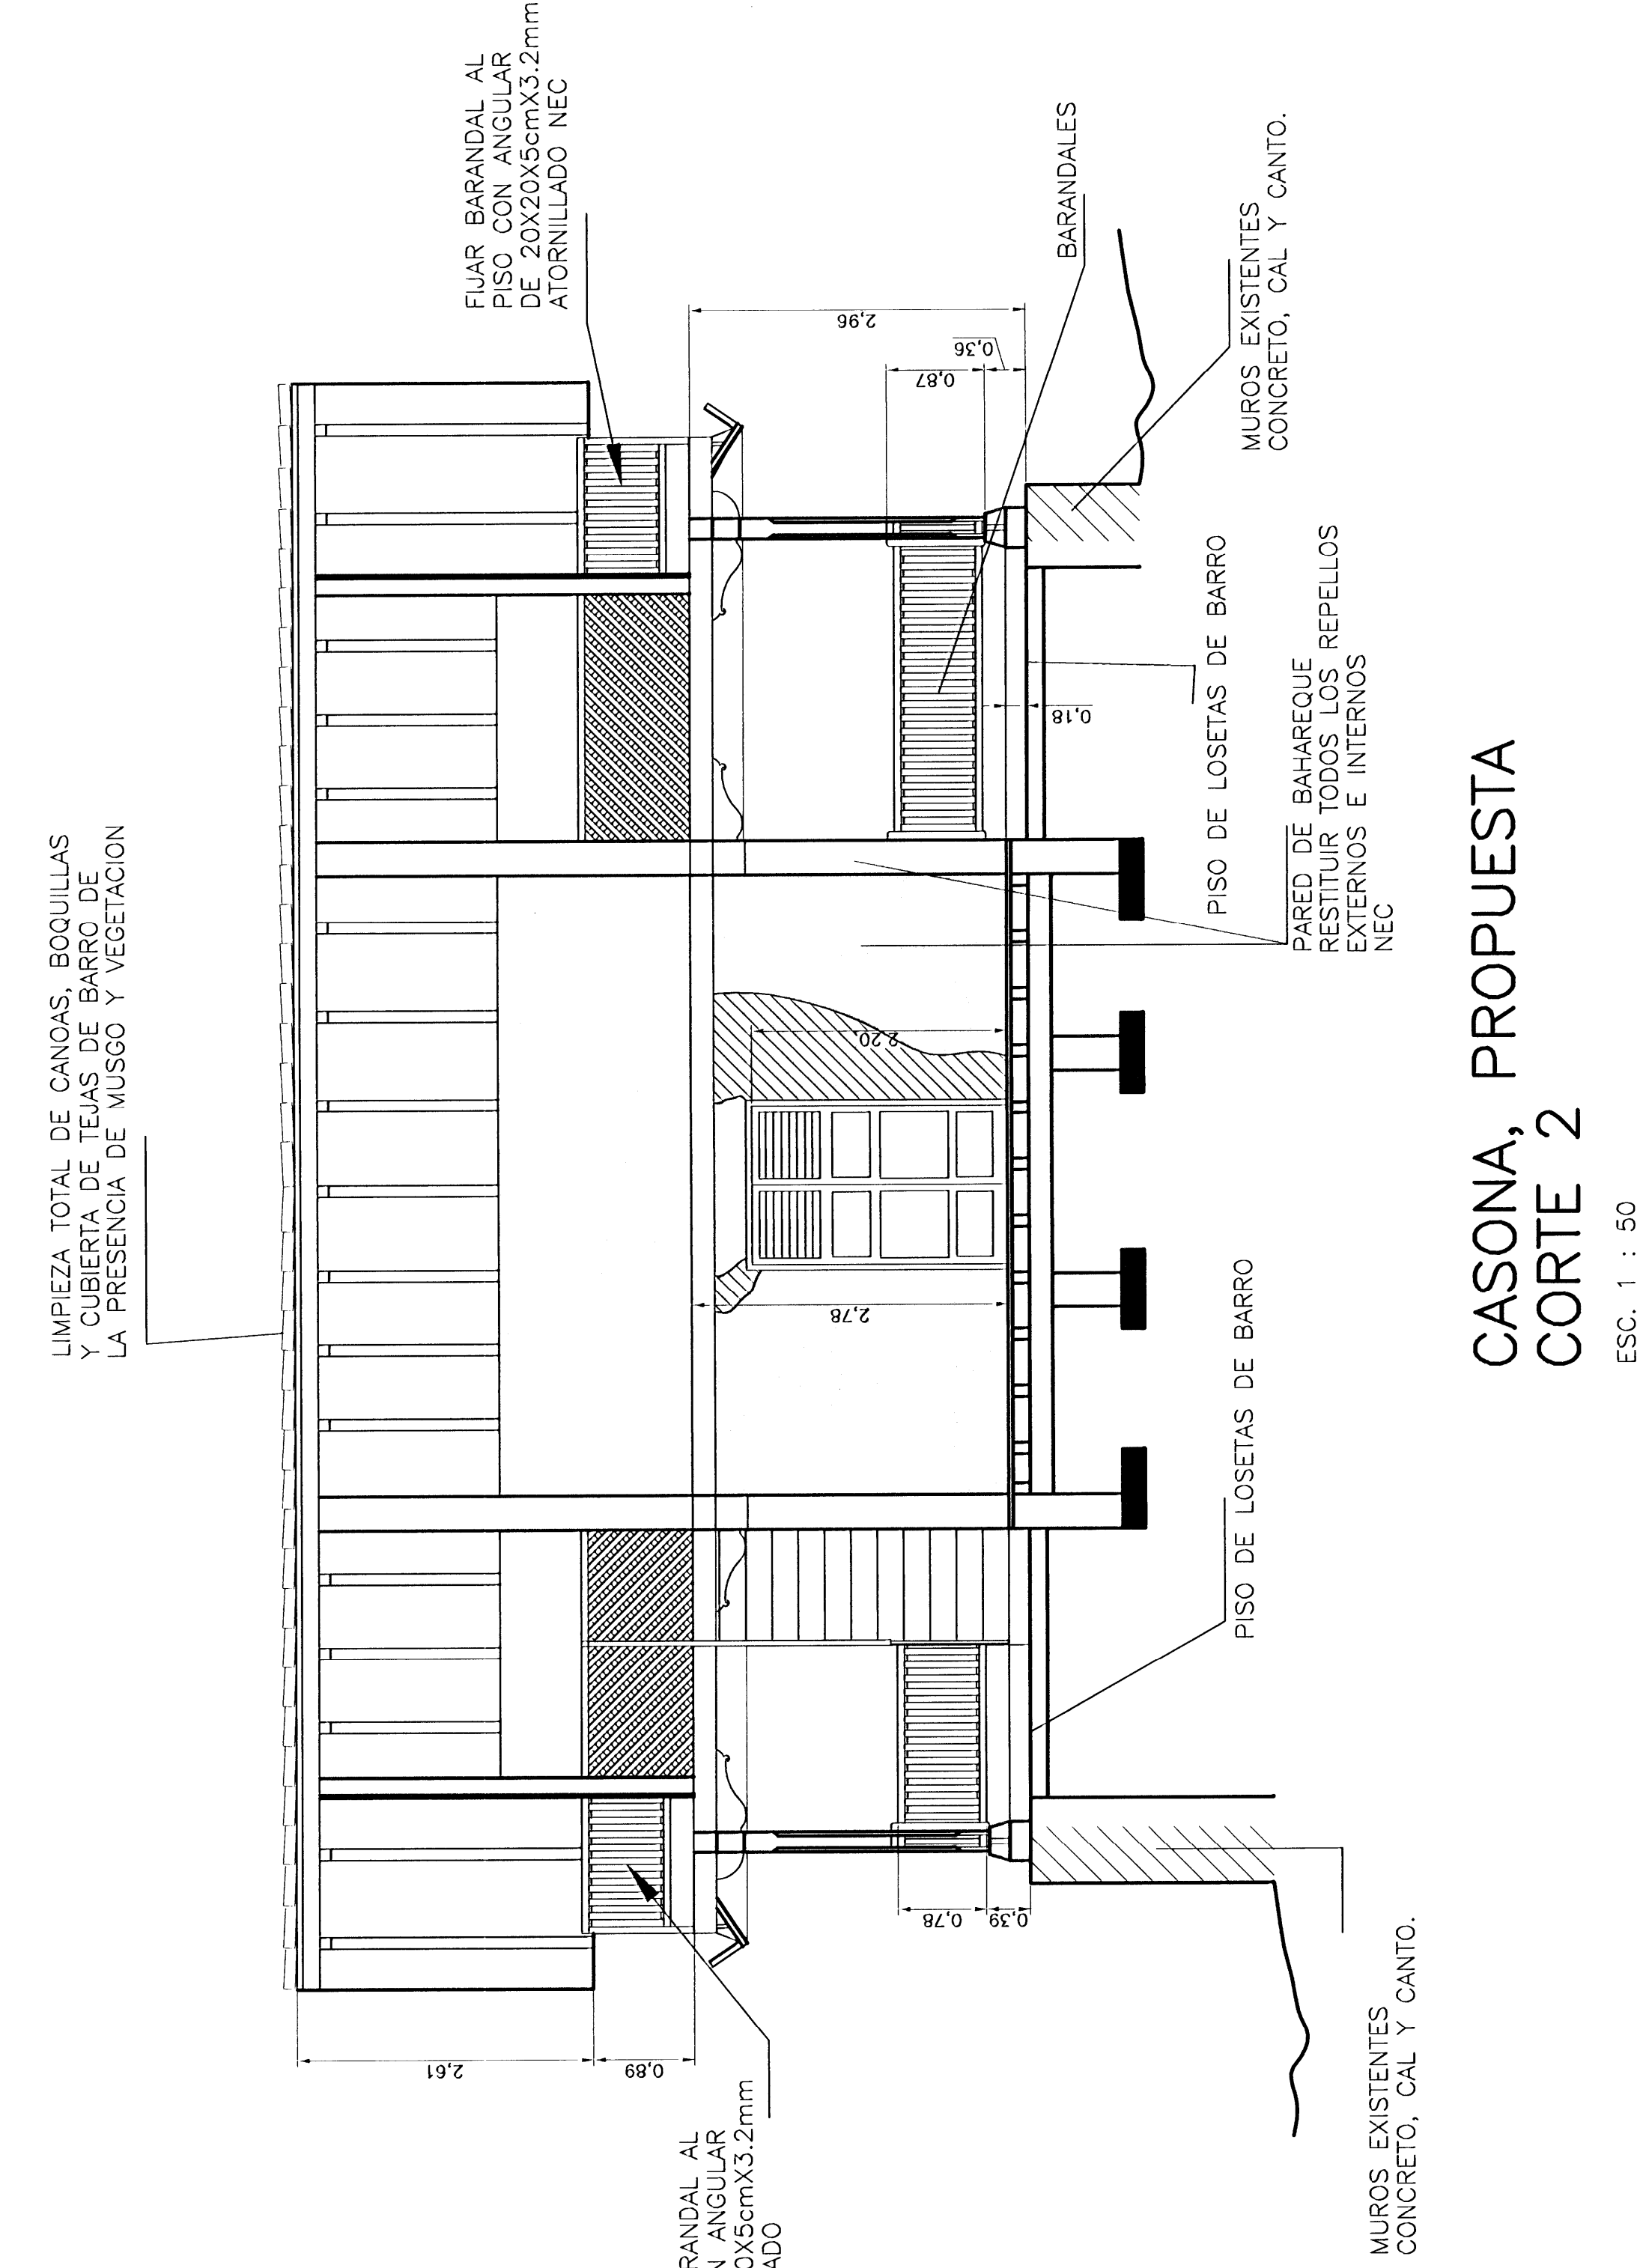 LIMPIEZA TOTAL DE CANOAS, BOQUILLAS
Y CUBIERTA DE TEJAS DE BARRO DE
LA PRESENCIA DE MUSGO Y VEGETACION
FIJAR BARANDAL AL
PISO CON ANGULAR
DE 20X20X5cmX3.2mm
ATORNILLADO NEC
BARANDALES
MUROS EXISTENTES
CONCRETO, CAL Y CANTO.
2,96
0,36
0,87
0,18
PISO DE LOSETAS DE BARRO
PARED DE BAHAREQUE
RESTITUIR TODOS LOS REPELLOS
EXTERNOS E INTERNOS
NEC
2,20
2,78
PISO DE LOSETAS DE BARRO
0,78
0,39
2,61
0,89
RANDAL AL
N ANGULAR
0X5cmX3.2mm
ADO
MUROS EXISTENTES
CONCRETO, CAL Y CANTO.
CASONA, PROPUESTA
CORTE 2
ESC. 1 : 50